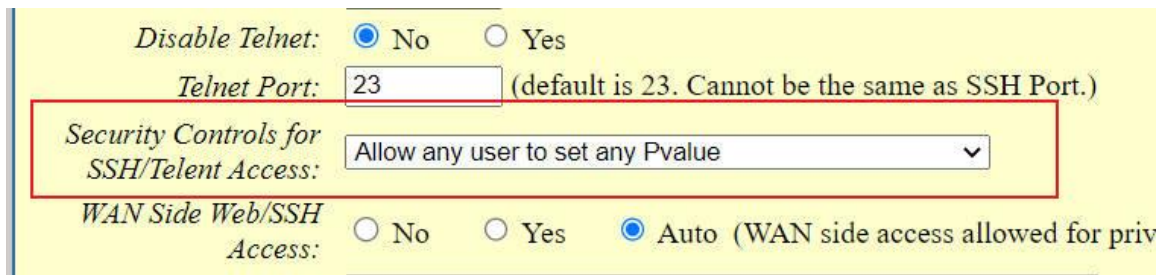 Disable Telnet: No Yes
Telnet Port: 23 (default is 23. Cannot be the same as SSH Port.)
Security Controls for
SSH/Telent Access: Allow any user to set any Pvalue
WAN Side Web/SSH
Access: No Yes Auto (WAN side access allowed for priv